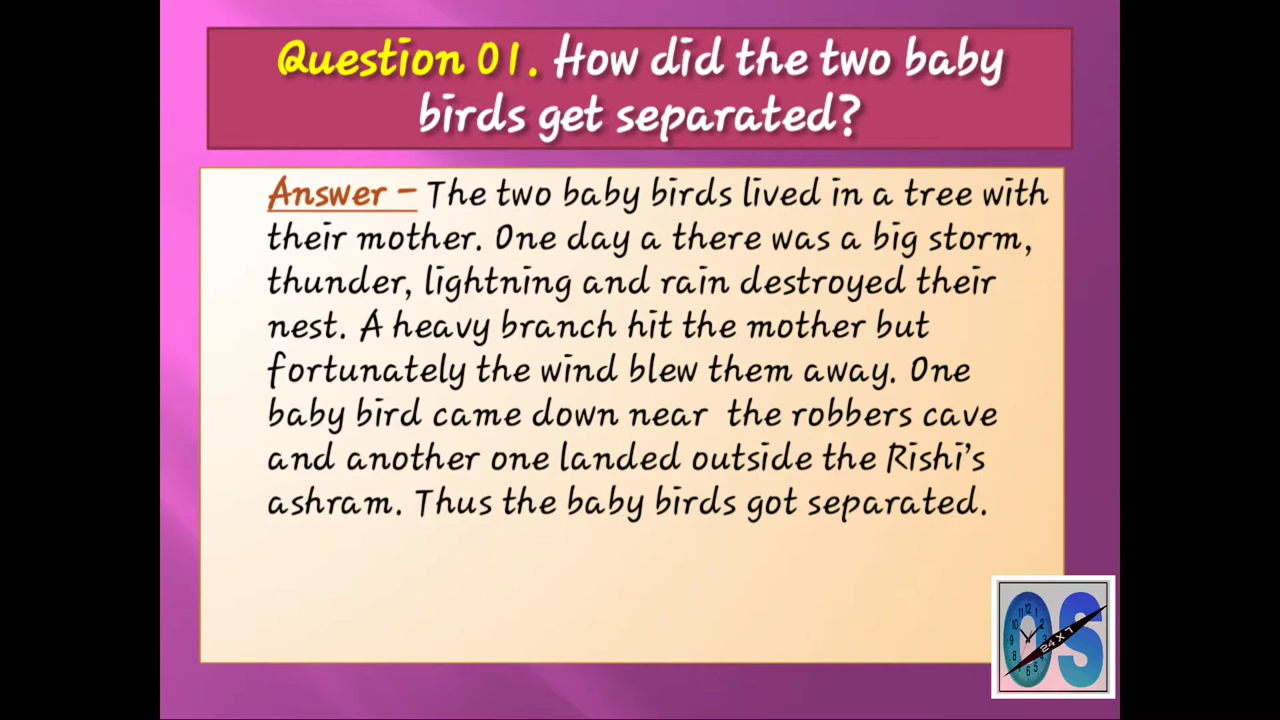 Question 01. How did the two baby
birds get separated?
Answer - The two baby birds lived in a tree with
their mother. One day a there was a big storm,
thunder, lightning and rain destroyed their
nest. A heavy branch hit the mother but
fortunately the wind blew them away. One
baby bird came down near the robbers cave
and another one landed outside the Rishi's
ashram. Thus the baby birds got separated.
OS
24 X 7